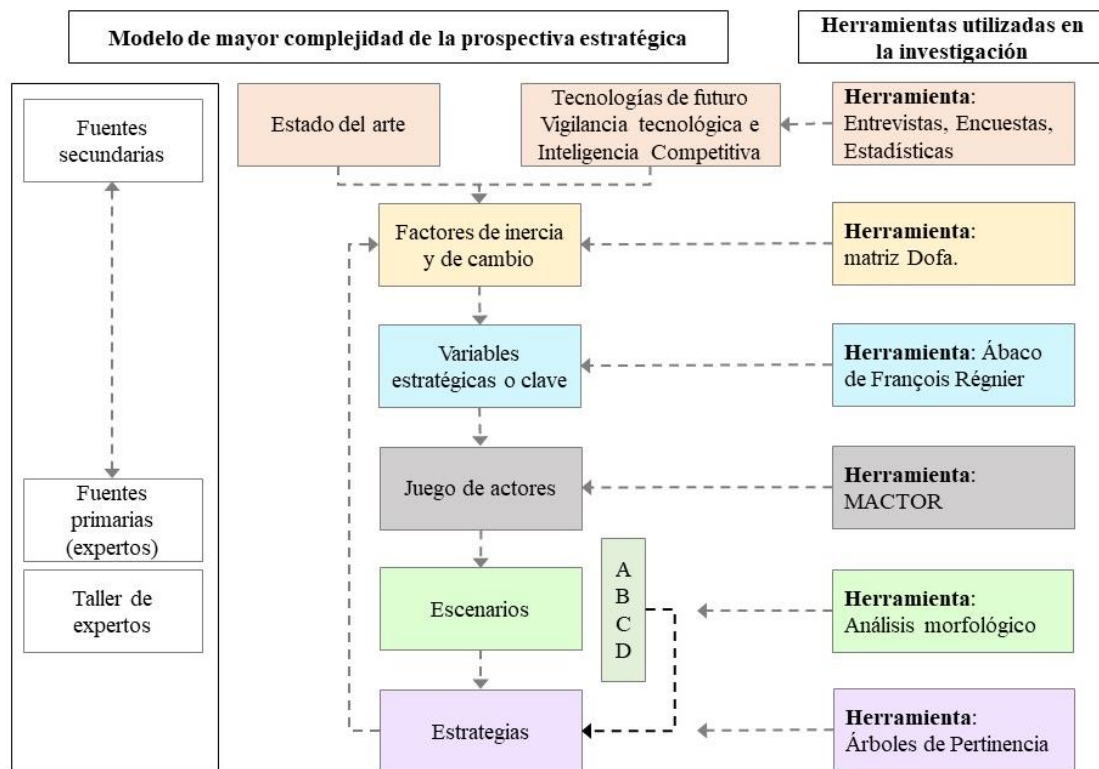 Modelo de mayor complejidad de la prospectiva estratégica
Herramientas utilizadas en
la investigación
Fuentes
secundarias
Estado del arte
Tecnologías de futuro
Vigilancia tecnológica e
Inteligencia Competitiva
Herramienta:
Entrevistas, Encuestas,
Estadísticas
Factores de inercia
y de cambio
Herramienta:
matriz Dofa.
Variables
estratégicas o clave
Herramienta: Ábaco
de François Régnier
Fuentes
primarias
(expertos)
Juego de actores
Herramienta:
MACTOR
Taller de
expertos
Escenarios
A
B
C
D
Herramienta:
Análisis morfológico
Estrategias
Herramienta:
Árboles de Pertinencia